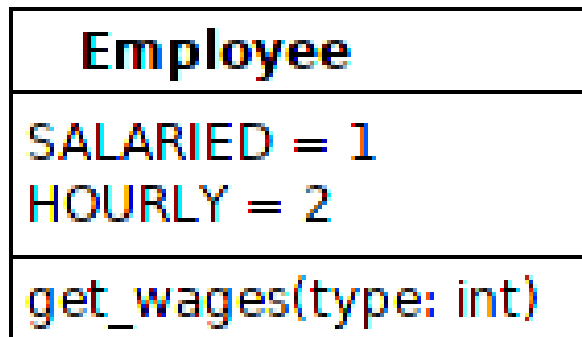 Employee
SALARIED = 1
HOURLY = 2
get_wages(type: int)